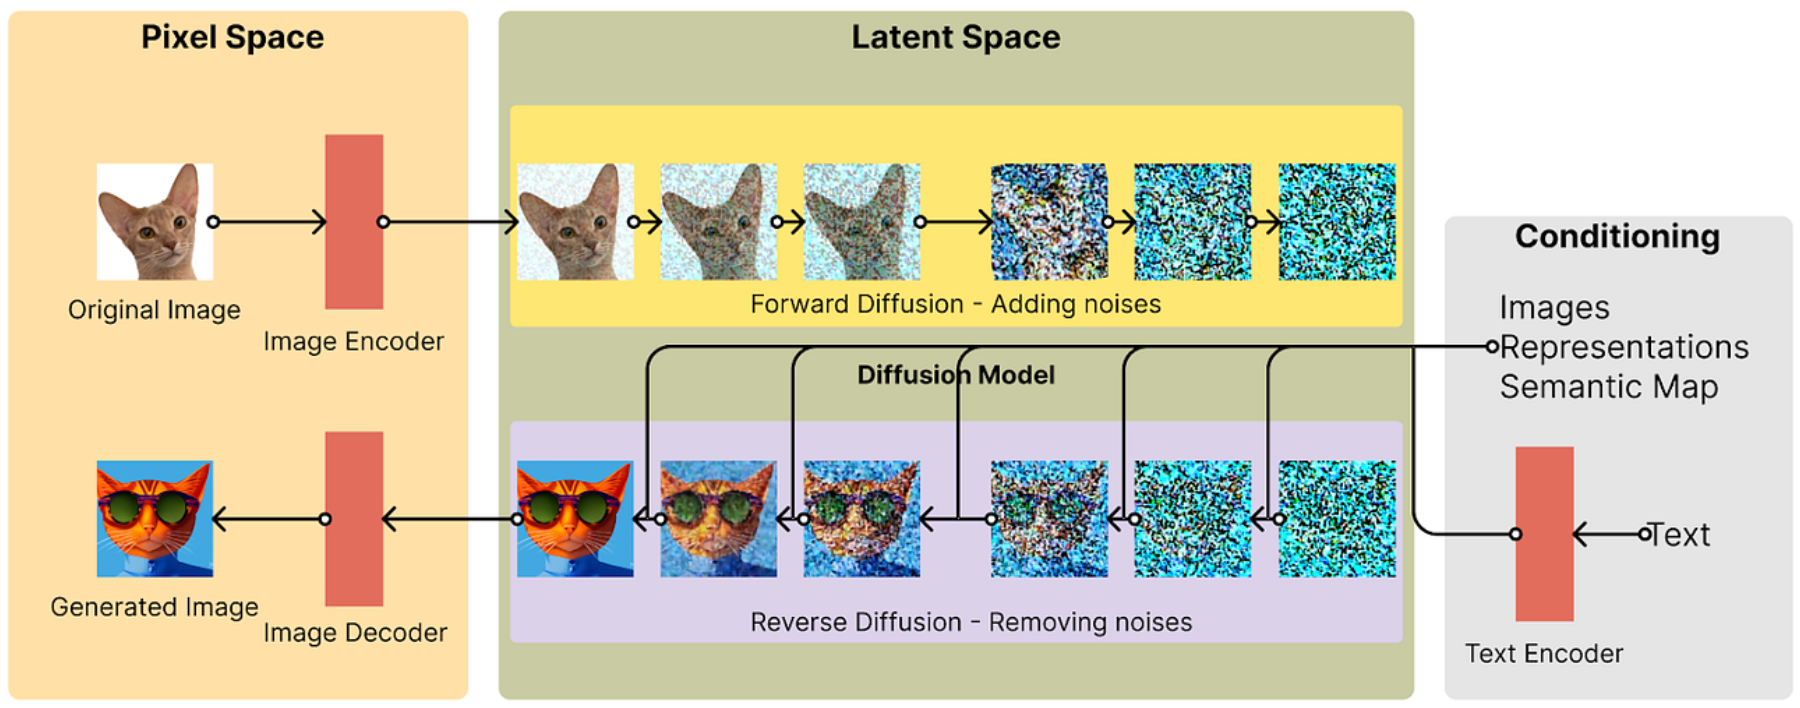 Pixel Space
Original Image
Image Encoder
Generated Image
Image Decoder
Latent Space
Forward Diffusion - Adding noises
Diffusion Model
Reverse Diffusion - Removing noises
Conditioning
Images
Representations
Semantic Map
Text
Text Encoder